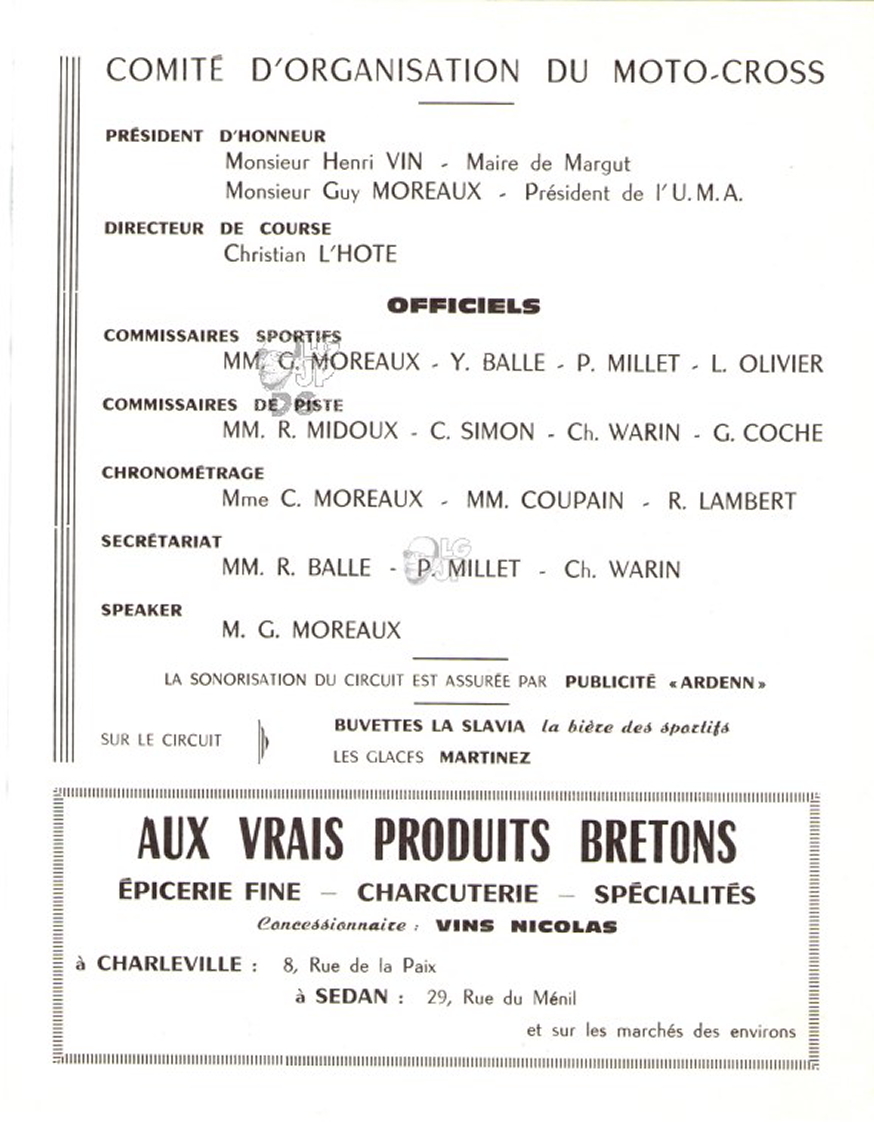 COMITÉ D'ORGANISATION DU MOTO-CROSS
PRÉSIDENT D'HONNEUR
Monsieur Henri VIN - Maire de Margut
Monsieur Guy MOREAUX - Président de l'U.M.A.
DIRECTEUR DE COURSE
Christian L'HOTE
OFFICIELS
COMMISSAIRES SPORTIFS
MM. G. MOREAUX - Y. BALLE - P. MILLET - L. OLIVIER
COMMISSAIRES DE PISTE
MM. R. MIDOUX - C. SIMON - Ch. WARIN - G. COCHE
CHRONOMÉTRAGE
Mme C. MOREAUX - MM. COUPAIN - R. LAMBERT
SECRÉTARIAT
LG
JP
MM. R. BALLE - P. MILLET - Ch. WARIN
SPEAKER
M. G. MOREAUX
LA SONORISATION DU CIRCUIT EST ASSURÉE PAR PUBLICITÉ «ARDENN»
SUR LE CIRCUIT
BUVETTES LA SLAVIA la bière des sportifs
LES GLACES MARTINEZ
AUX VRAIS PRODUITS BRETONS
ÉPICERIE FINE - CHARCUTERIE - SPÉCIALITÉS
Concessionnaire : VINS NICOLAS
à CHARLEVILLE : 8, Rue de la Paix
à SEDAN : 29, Rue du Ménil
et sur les marchés des environs